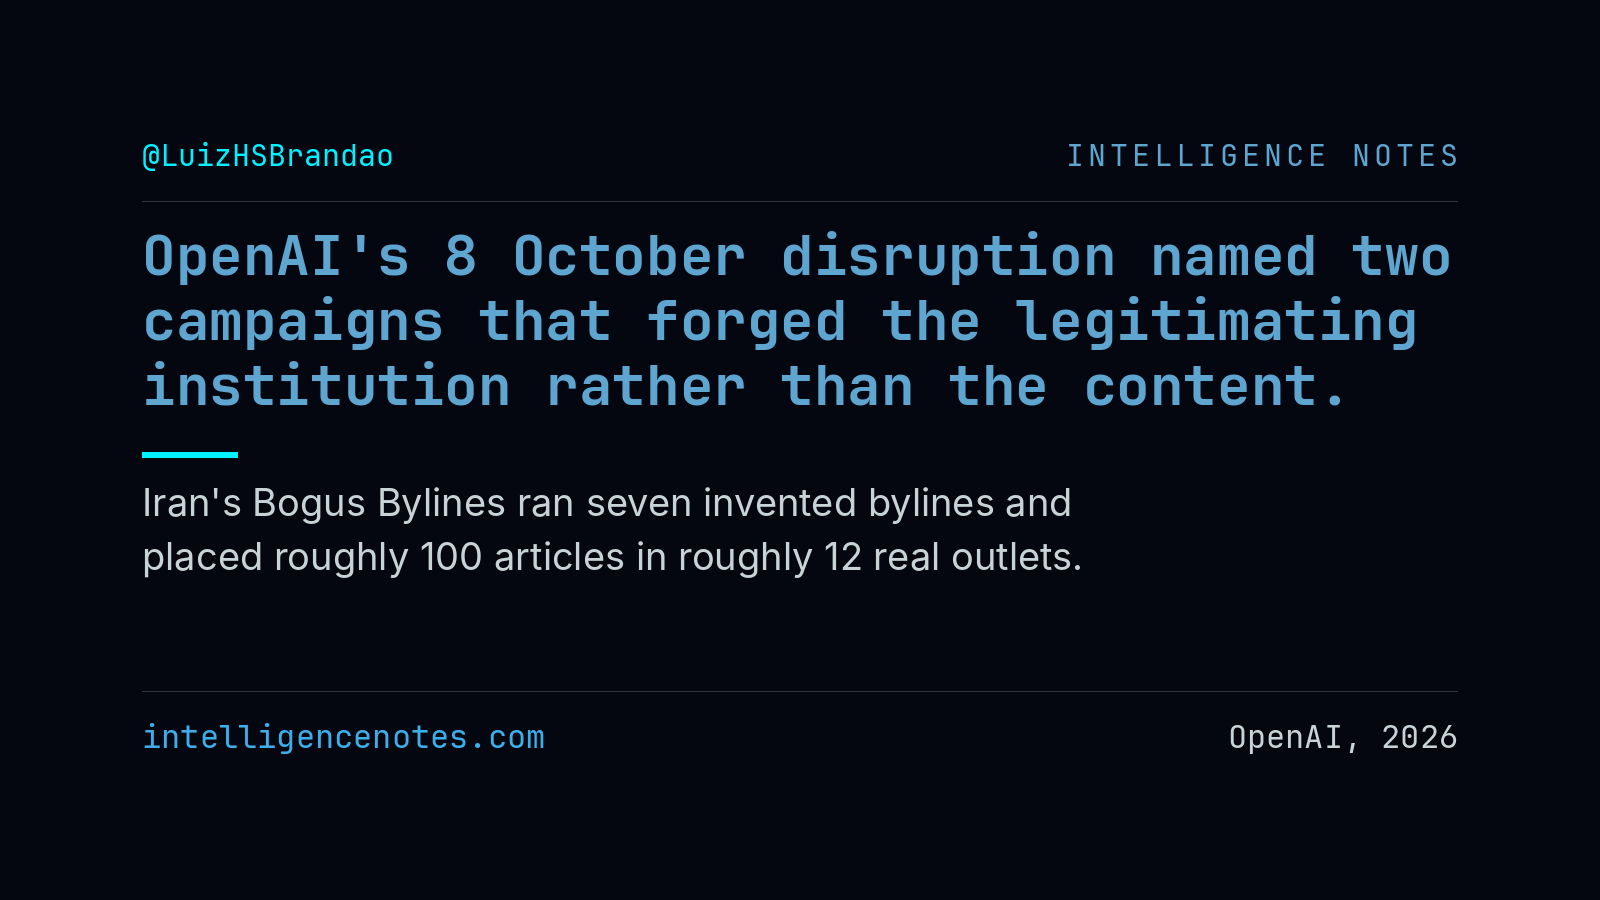 @LuizHSBrandao
INTELLIGENCE NOTES
OpenAI's 8 October disruption named two
campaigns that forged the legitimating
institution rather than the content.
Iran's Bogus Bylines ran seven invented bylines and
placed roughly 100 articles in roughly 12 real outlets.
intelligencenotes.com
OpenAI, 2026